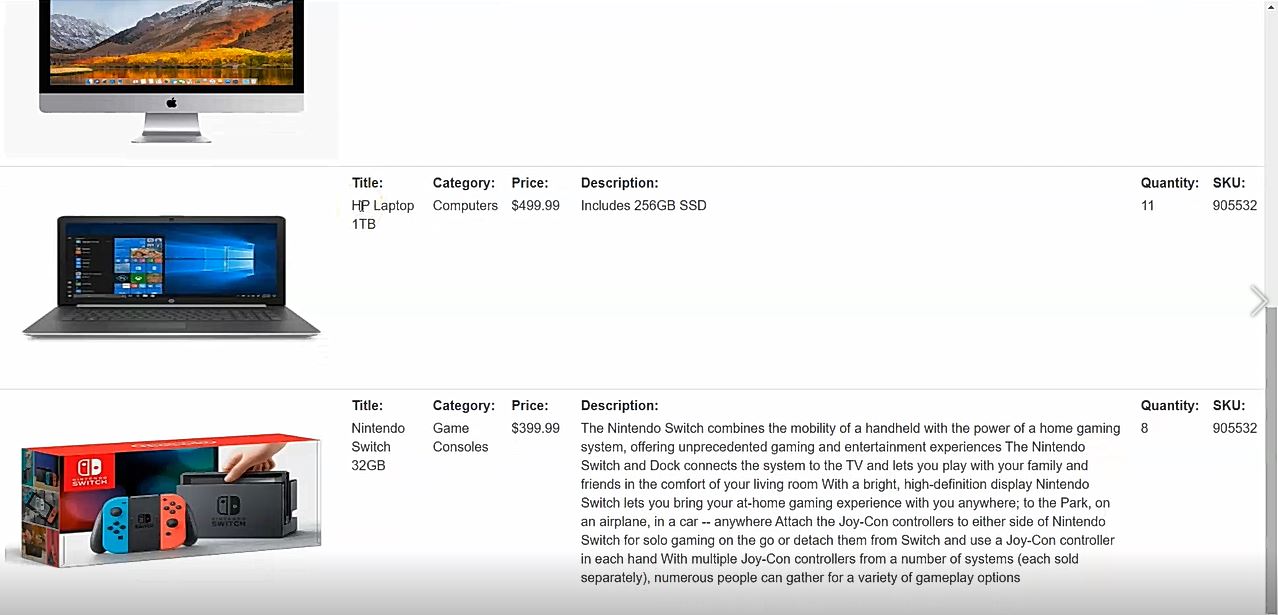 Title: Category: Price: Description: Quantity: SKU:
HP Laptop Computers $499.99 Includes 256GB SSD 11 905532
1TB
Title: Category: Price: Description: Quantity: SKU:
Nintendo Game $399.99 The Nintendo Switch combines the mobility of a handheld with the power of a home gaming 8 905532
Switch Consoles system, offering unprecedented gaming and entertainment experiences The Nintendo
32GB Switch and Dock connects the system to the TV and lets you play with your family and
friends in the comfort of your living room With a bright, high-definition display Nintendo
Switch lets you bring your at-home gaming experience with you anywhere; to the Park, on
an airplane, in a car -- anywhere Attach the Joy-Con controllers to either side of Nintendo
Switch for solo gaming on the go or detach them from Switch and use a Joy-Con controller
in each hand With multiple Joy-Con controllers from a number of systems (each sold
separately), numerous people can gather for a variety of gameplay options
NINTENDO
SWITCH
NINTENDO
SWITCH